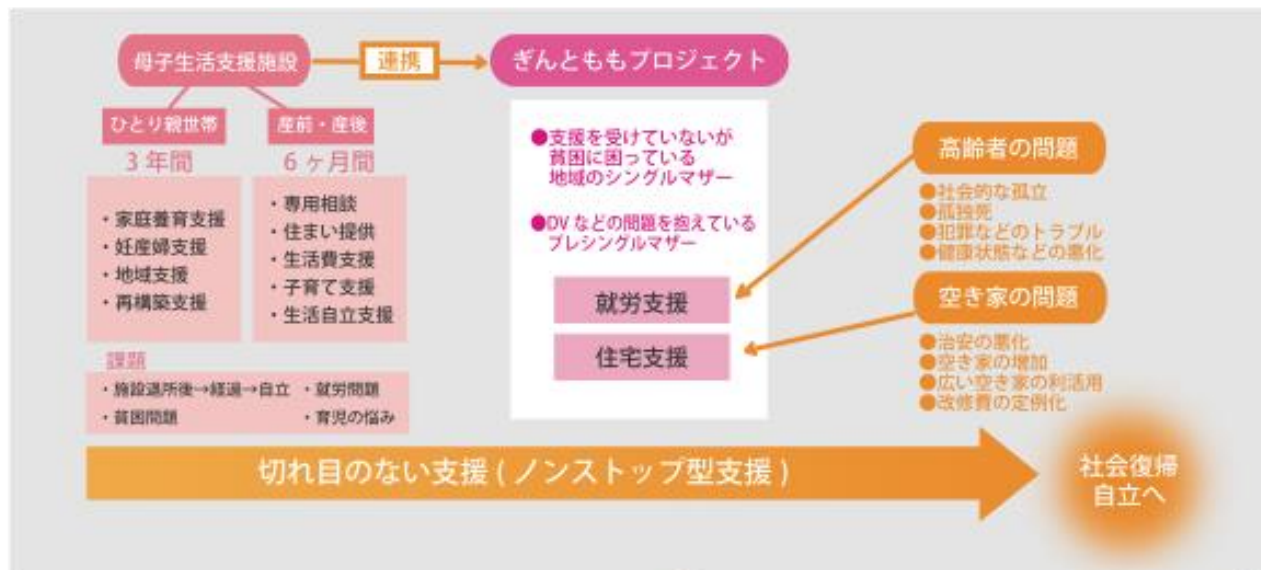 母子生活支援施設
連携
ぎんとももプロジェクト
ひとり親世帯
3年間
・家庭養育支援
・妊産婦支援
・地域支援
・再構築支援
産前・産後
6ヶ月間
・専用相談
・住まい提供
・生活費支援
・子育て支援
・生活自立支援
課題
・施設退所後→経過→自立
・就労問題
・貧困問題
・育児の悩み
●支援を受けていないが
貧困に困っている
地域のシングルマザー
●DVなどの問題を抱えている
プレシングルマザー
就労支援
住宅支援
高齢者の問題
●社会的な孤立
●孤独死
●犯罪などのトラブル
●健康状態などの悪化
空き家の問題
●治安の悪化
●空き家の増加
●広い空き家の利活用
●改修費の定例化
切れ目のない支援(ノンストップ型支援)
社会復帰
自立へ